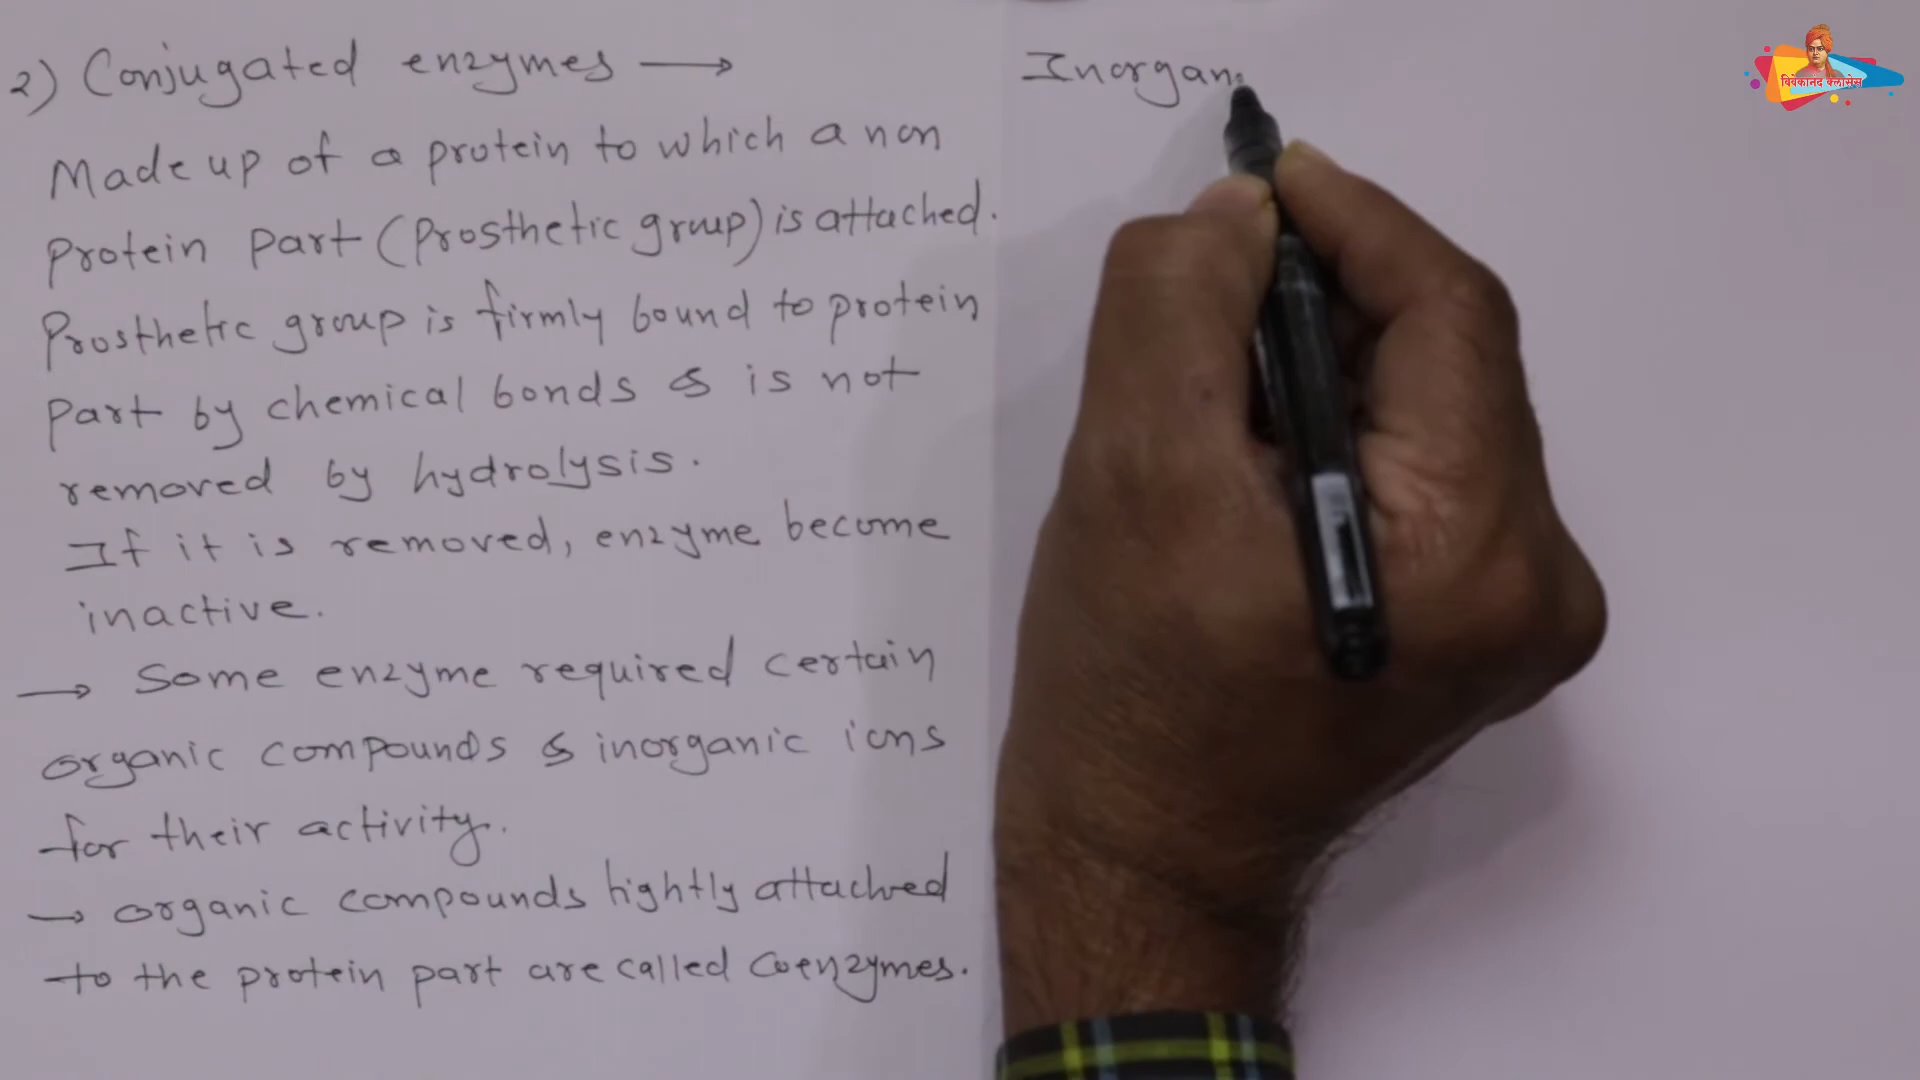 2) Conjugated enzymes →
Made up of a protein to which a non
protein part (prosthetic group) is attached.
Prosthetic group is firmly bound to protein
part by chemical bonds & is not
removed by hydrolysis.
If it is removed, enzyme become
inactive.
→ Some enzyme required certain
organic compounds & inorganic ions
for their activity.
→ organic compounds tightly attached
to the protein part are called coenzymes.
Inorgani
विवेकानंद क्लासेस